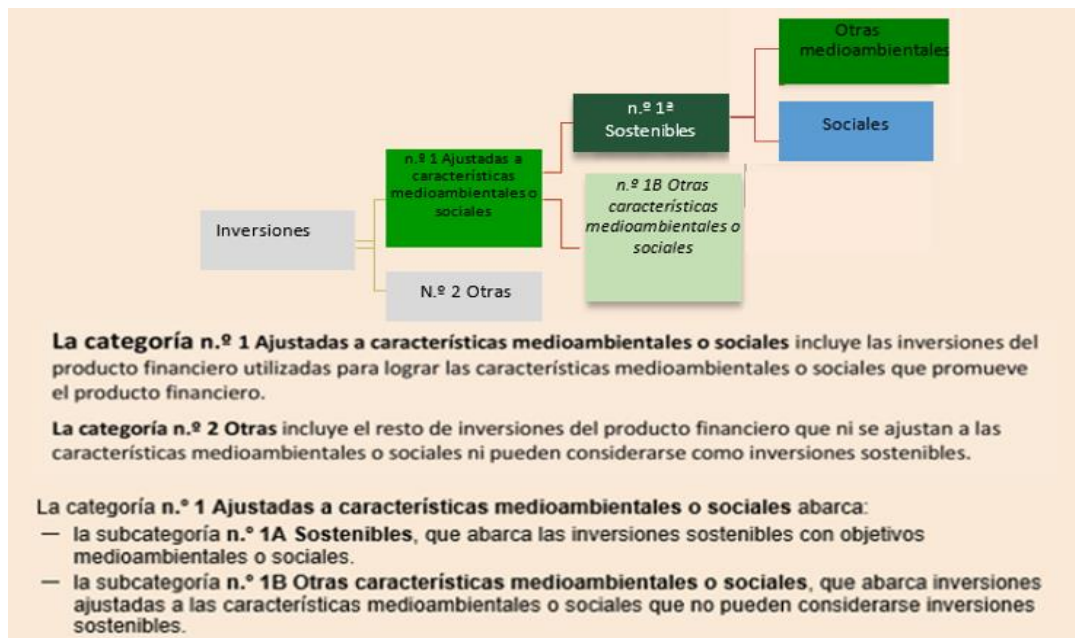 Otras
medioambientales
n.º 1ª
Sostenibles
Sociales
n.º 1 Ajustadas a
características
medioambientales o
sociales
n.º 1B Otras
características
medioambientales o
sociales
Inversiones
N.º 2 Otras
La categoría n.º 1 Ajustadas a características medioambientales o sociales incluye las inversiones del
producto financiero utilizadas para lograr las características medioambientales o sociales que promueve
el producto financiero.
La categoría n.º 2 Otras incluye el resto de inversiones del producto financiero que ni se ajustan a las
características medioambientales o sociales ni pueden considerarse como inversiones sostenibles.
La categoría n.º 1 Ajustadas a características medioambientales o sociales abarca:
— la subcategoría n.º 1A Sostenibles, que abarca las inversiones sostenibles con objetivos
medioambientales o sociales.
— la subcategoría n.º 1B Otras características medioambientales o sociales, que abarca inversiones
ajustadas a las características medioambientales o sociales que no pueden considerarse inversiones
sostenibles.